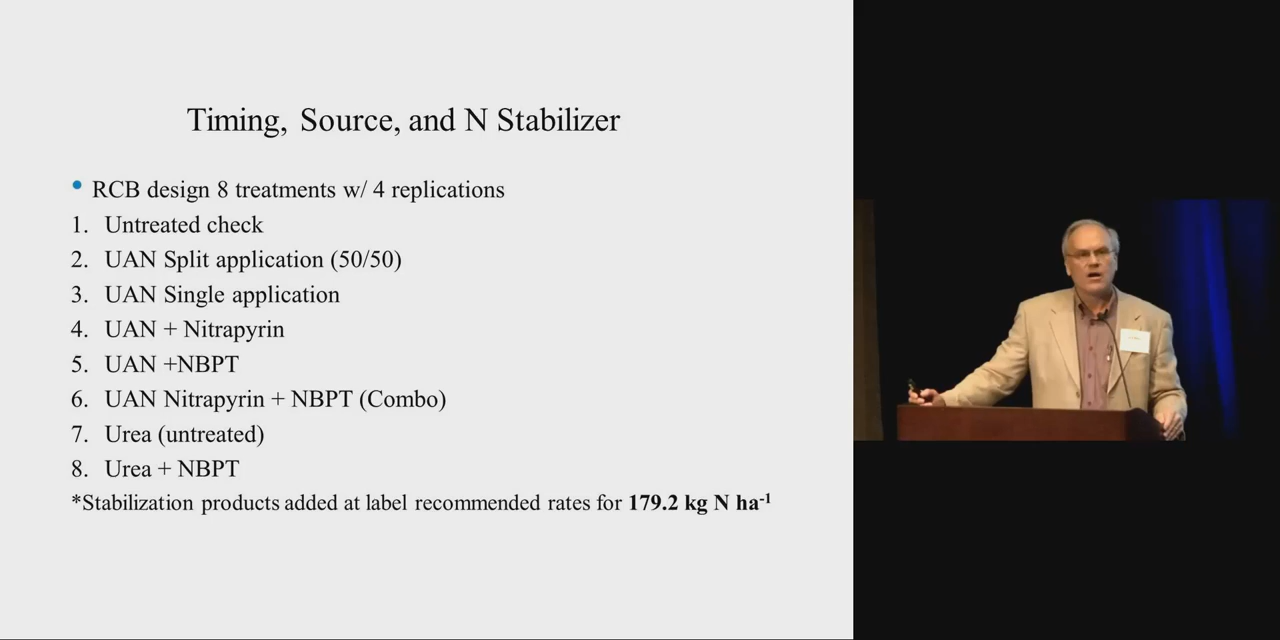 Timing, Source, and N Stabilizer
• RCB design 8 treatments w/ 4 replications
1. Untreated check
2. UAN Split application (50/50)
3. UAN Single application
4. UAN + Nitrapyrin
5. UAN +NBPT
6. UAN Nitrapyrin + NBPT (Combo)
7. Urea (untreated)
8. Urea + NBPT
*Stabilization products added at label recommended rates for 179.2 kg N ha⁻¹